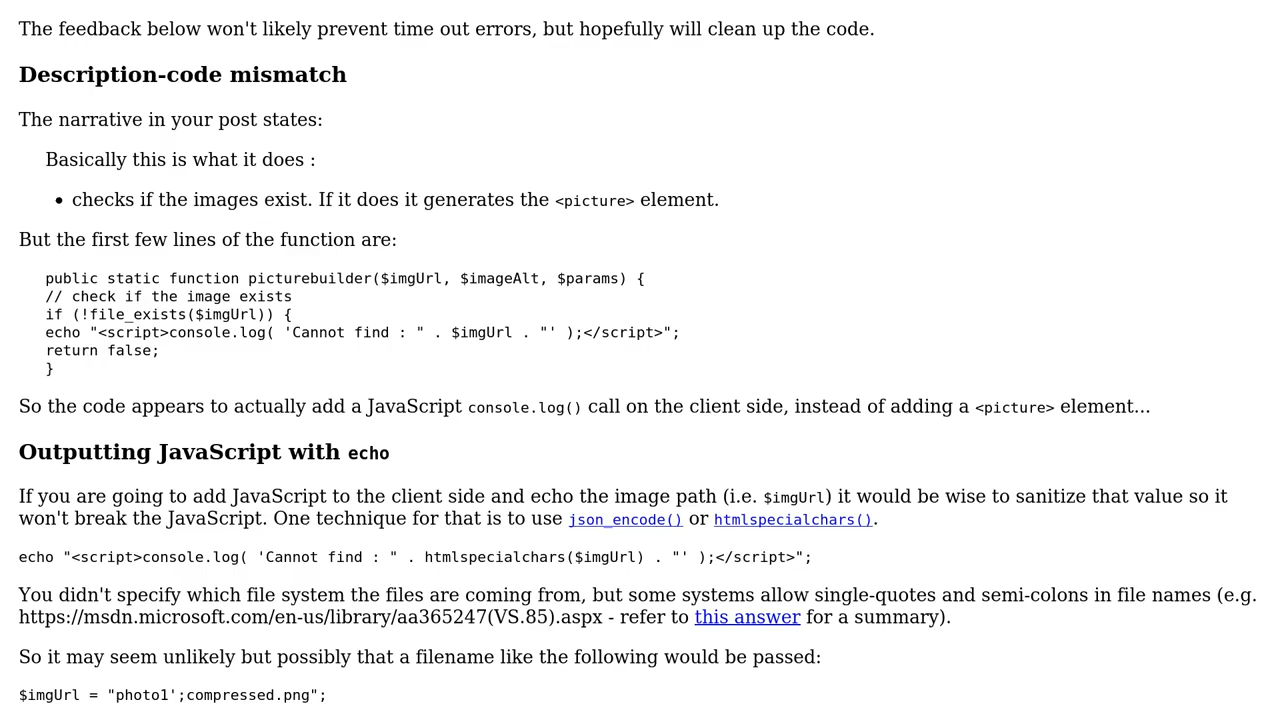 The feedback below won't likely prevent time out errors, but hopefully will clean up the code.
Description-code mismatch
The narrative in your post states:
Basically this is what it does :
• checks if the images exist. If it does it generates the <picture> element.
But the first few lines of the function are:
public static function picturebuilder($imgUrl, $imageAlt, $params) {
// check if the image exists
if (!file_exists($imgUrl)) {
echo "<script>console.log( 'Cannot find : " . $imgUrl . "' );</script>";
return false;
}
So the code appears to actually add a JavaScript console.log() call on the client side, instead of adding a <picture> element...
Outputting JavaScript with echo
If you are going to add JavaScript to the client side and echo the image path (i.e. $imgUrl) it would be wise to sanitize that value so it
won't break the JavaScript. One technique for that is to use json_encode() or htmlspecialchars().
echo "<script>console.log( 'Cannot find : " . htmlspecialchars($imgUrl) . "' );</script>";
You didn't specify which file system the files are coming from, but some systems allow single-quotes and semi-colons in file names (e.g.
https://msdn.microsoft.com/en-us/library/aa365247(VS.85).aspx - refer to this answer for a summary).
So it may seem unlikely but possibly that a filename like the following would be passed:
$imgUrl = "photo1';compressed.png";